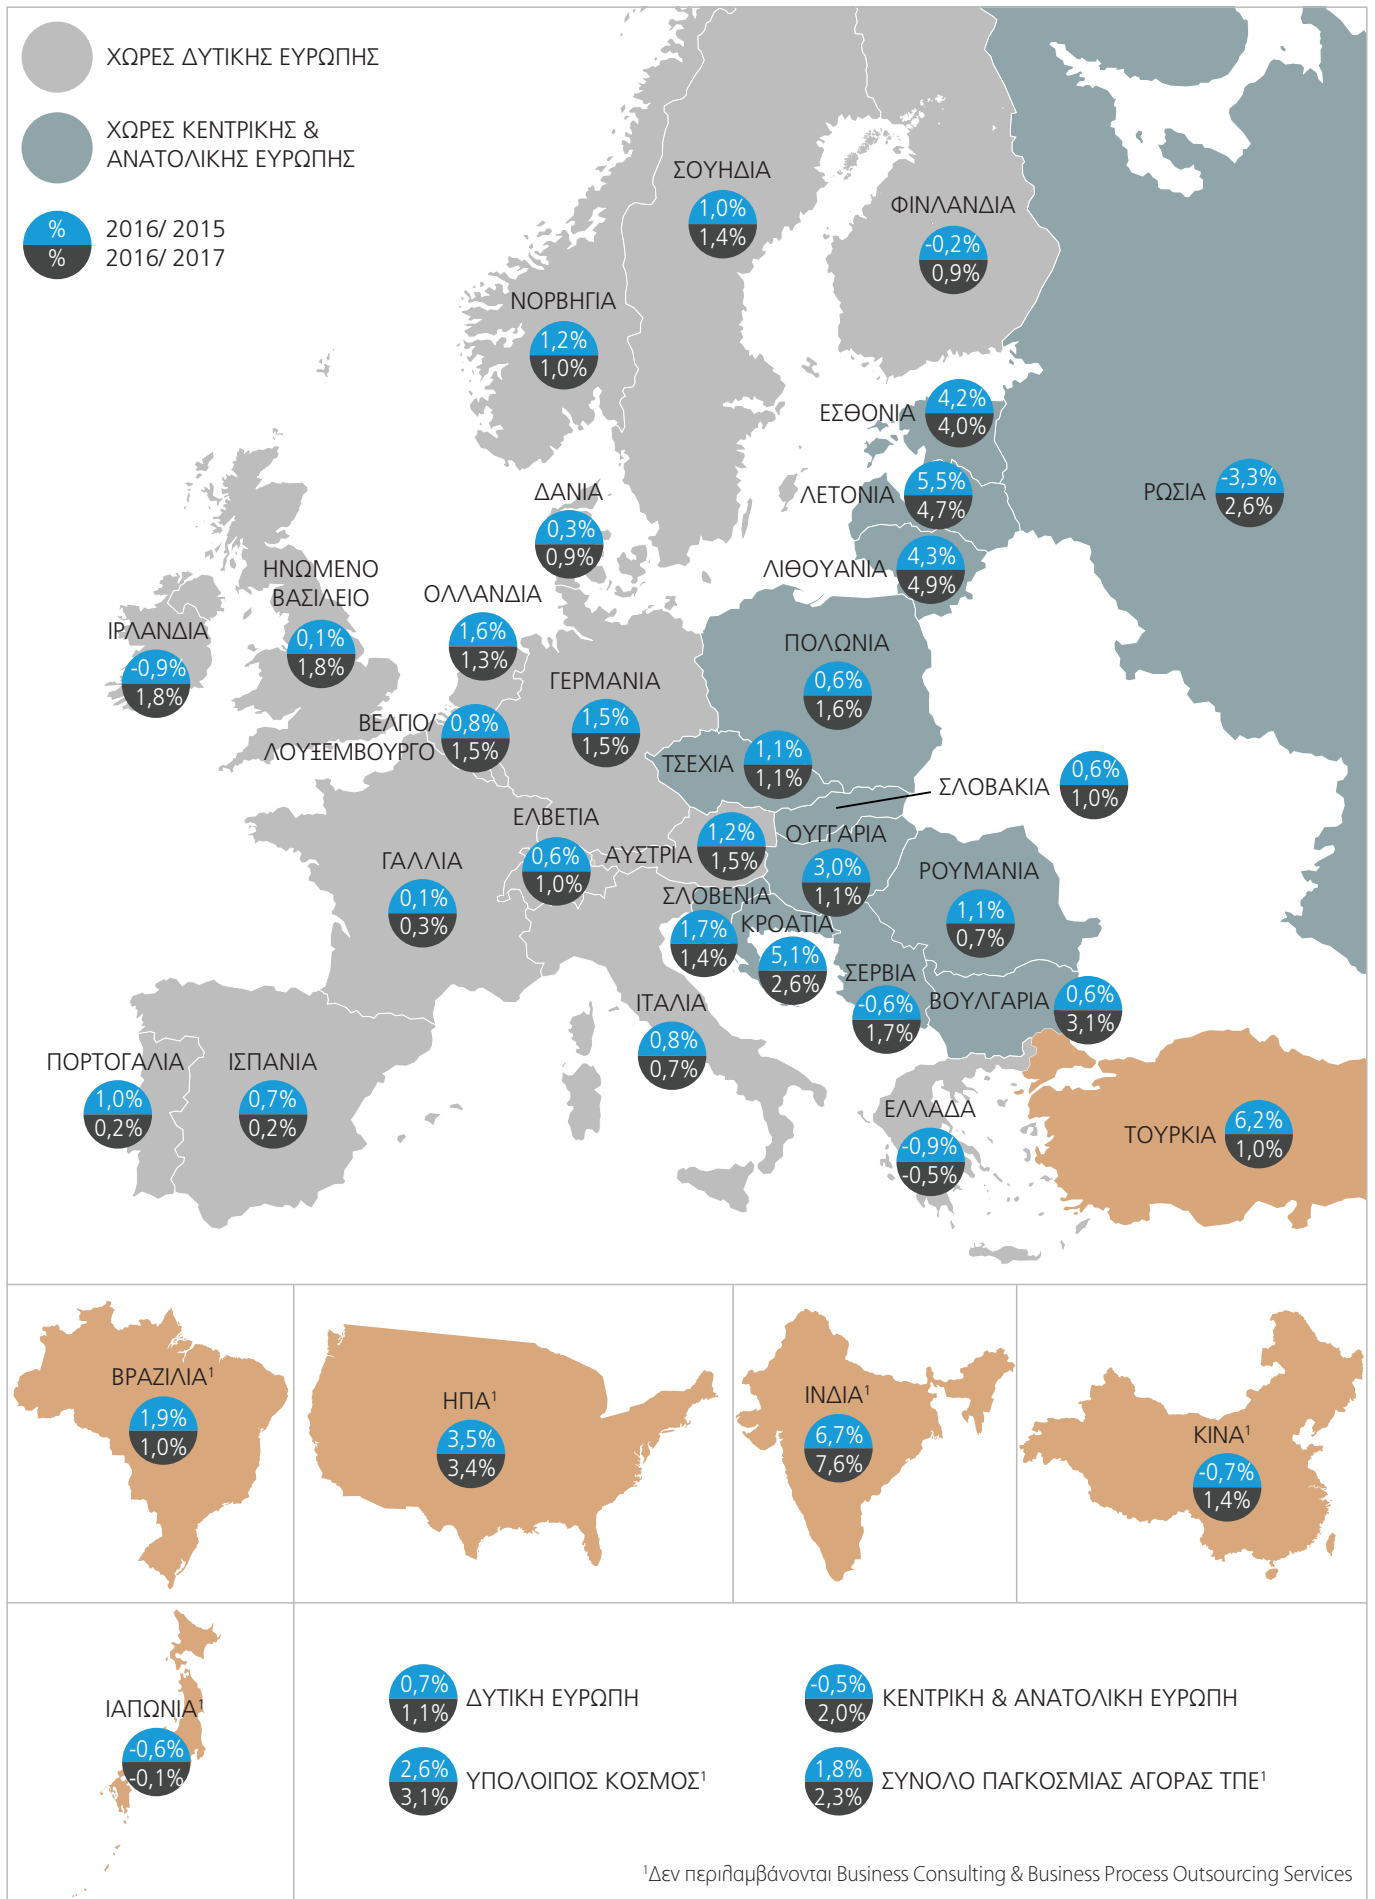 ΧΩΡΕΣ ΔΥΤΙΚΗΣ ΕΥΡΩΠΗΣ
ΧΩΡΕΣ ΚΕΝΤΡΙΚΗΣ &
ΑΝΑΤΟΛΙΚΗΣ ΕΥΡΩΠΗΣ
%
2016/ 2015
%
2016/ 2017
ΣΟΥΗΔΙΑ
1,0%
1,4%
ΦΙΝΛΑΝΔΙΑ
-0,2%
0,9%
ΝΟΡΒΗΓΙΑ
1,2%
1,0%
ΕΣΘΟΝΙΑ
4,2%
4,0%
ΛΕΤΟΝΙΑ
5,5%
4,7%
ΡΩΣΙΑ
-3,3%
2,6%
ΔΑΝΙΑ
0,3%
0,9%
ΛΙΘΟΥΑΝΙΑ
4,3%
4,9%
ΗΝΩΜΕΝΟ
ΒΑΣΙΛΕΙΟ
0,1%
1,8%
ΟΛΛΑΝΔΙΑ
1,6%
1,3%
ΙΡΛΑΝΔΙΑ
-0,9%
1,8%
ΠΟΛΩΝΙΑ
0,6%
1,6%
ΓΕΡΜΑΝΙΑ
1,5%
1,5%
ΒΕΛΓΙΟ/
ΛΟΥΞΕΜΒΟΥΡΓΟ
0,8%
1,5%
ΤΣΕΧΙΑ
1,1%
1,1%
ΣΛΟΒΑΚΙΑ
0,6%
1,0%
ΕΛΒΕΤΙΑ
0,6%
1,0%
ΑΥΣΤΡΙΑ
1,2%
1,5%
ΟΥΓΓΑΡΙΑ
3,0%
1,1%
ΓΑΛΛΙΑ
0,1%
0,3%
ΡΟΥΜΑΝΙΑ
1,1%
0,7%
ΣΛΟΒΕΝΙΑ
1,7%
1,4%
ΚΡΟΑΤΙΑ
5,1%
2,6%
ΣΕΡΒΙΑ
-0,6%
1,7%
ΒΟΥΛΓΑΡΙΑ
0,6%
3,1%
ΙΤΑΛΙΑ
0,8%
0,7%
ΠΟΡΤΟΓΑΛΙΑ
1,0%
0,2%
ΙΣΠΑΝΙΑ
0,7%
0,2%
ΕΛΛΑΔΑ
-0,9%
-0,5%
ΤΟΥΡΚΙΑ
6,2%
1,0%
ΒΡΑΖΙΛΙΑ¹
1,9%
1,0%
ΗΠΑ¹
3,5%
3,4%
ΙΝΔΙΑ¹
6,7%
7,6%
ΚΙΝΑ¹
-0,7%
1,4%
ΙΑΠΩΝΙΑ¹
-0,6%
-0,1%
0,7%
1,1%
ΔΥΤΙΚΗ ΕΥΡΩΠΗ
-0,5%
2,0%
ΚΕΝΤΡΙΚΗ & ΑΝΑΤΟΛΙΚΗ ΕΥΡΩΠΗ
2,6%
3,1%
ΥΠΟΛΟΙΠΟΣ ΚΟΣΜΟΣ¹
1,8%
2,3%
ΣΥΝΟΛΟ ΠΑΓΚΟΣΜΙΑΣ ΑΓΟΡΑΣ ΤΠΕ¹
¹Δεν περιλαμβάνονται Business Consulting & Business Process Outsourcing Services